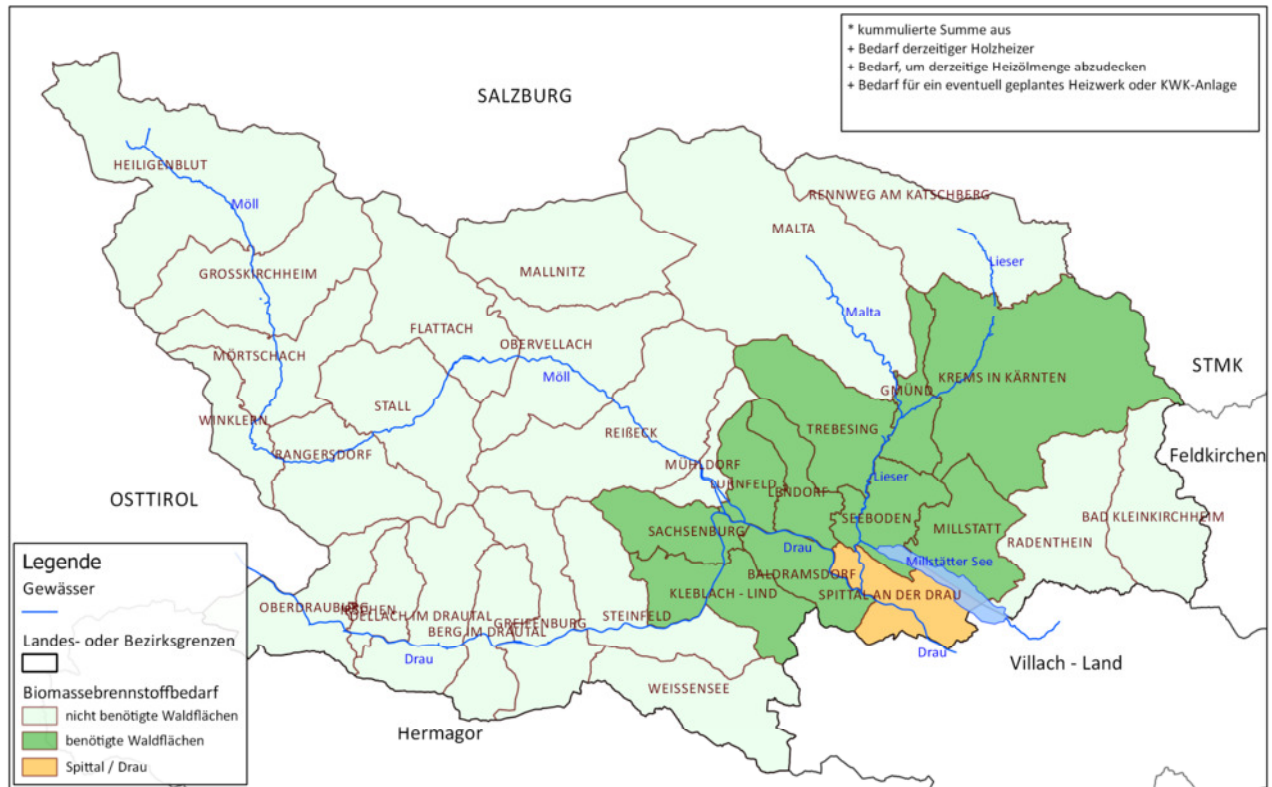 * kummulierte Summe aus
+ Bedarf derzeitiger Holzheizer
+ Bedarf, um derzeitige Heizölmenge abzudecken
+ Bedarf für ein eventuell geplantes Heizwerk oder KWK-Anlage
SALZBURG
HEILIGENBLUT
RENNWEG AM KATSCHBERG
Möll
MALTA
Lieser
GROSSKIRCHHEIM
MALLNITZ
Malta
FLATTACH
OBERVELLACH
MÖRTSCHACH
Möll
STMK
KREMS IN KÄRNTEN
GMÜND
STALL
WINKLERN
REIßECK
TREBESING
RANGERSDORF
Feldkirchen
MÜHLDORF
Lieser
LENDORF
OSTTIROL
SEEBODEN
BAD KLEINKIRCHHEIM
SACHSENBURG
MILLSTATT
RADENTHEIN
Drau
Millstätter See
BALDRAMSDORF
KLEBLACH - LIND
SPITTAL AN DER DRAU
OBERDRAUBURG
DELLACH IM DRAUTAL
GREIFENBURG
STEINFELD
BERG IM DRAUTAL
Drau
Drau
Villach - Land
WEISSENSEE
Hermagor
Legende
Gewässer
Landes- oder Bezirksgrenzen
Biomassebrennstoffbedarf
nicht benötigte Waldflächen
benötigte Waldflächen
Spittal / Drau